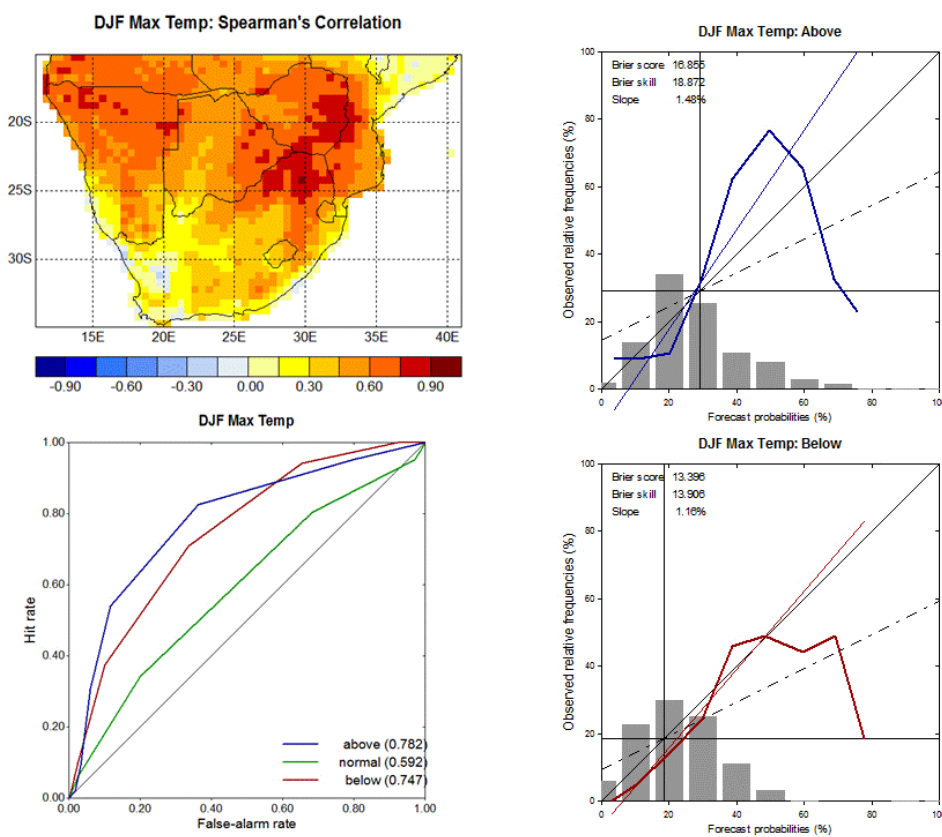 DJF Max Temp: Spearman's Correlation
20S
25S
30S
15E 20E 25E 30E 35E 40E
-0.90 -0.60 -0.30 0.00 0.30 0.60 0.90
DJF Max Temp
1.00
0.80
0.60
0.40
0.20
0.00
Hit rate
above (0.782)
normal (0.592)
below (0.747)
0.00 0.20 0.40 0.60 0.80 1.00
False-alarm rate
DJF Max Temp: Above
100
80
60
40
20
0
Observed relative frequencies (%)
Brier score 16.855
Brier skill 18.872
Slope 1.48%
0 20 40 60 80 100
Forecast probabilities (%)
DJF Max Temp: Below
100
80
60
40
20
0
Observed relative frequencies (%)
Brier score 13.396
Brier skill 13.906
Slope 1.16%
0 20 40 60 80 100
Forecast probabilities (%)